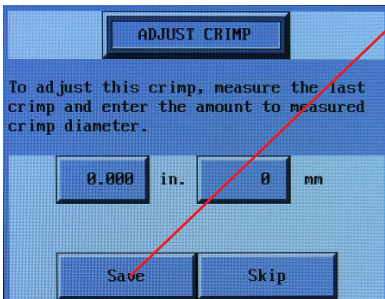 ADJUST CRIMP
To adjust this crimp, measure the last
crimp and enter the amount to measured
crimp diameter.
0.000 in. 0 mm
Save Skip